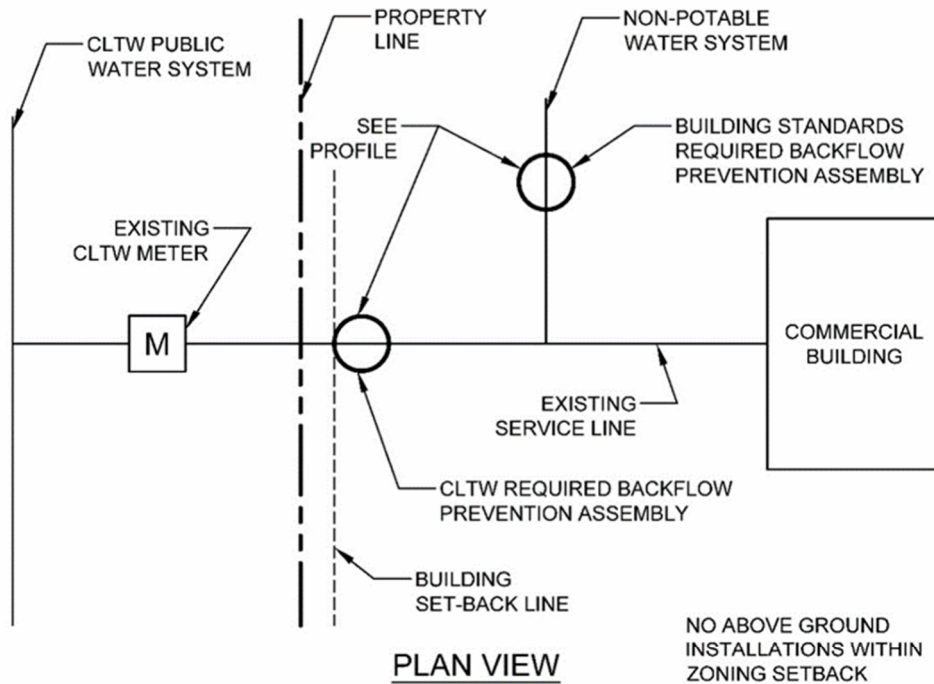 CLTW PUBLIC
WATER SYSTEM
PROPERTY
LINE
NON-POTABLE
WATER SYSTEM
SEE
PROFILE
BUILDING STANDARDS
REQUIRED BACKFLOW
PREVENTION ASSEMBLY
EXISTING
CLTW METER
M
COMMERCIAL
BUILDING
EXISTING
SERVICE LINE
CLTW REQUIRED BACKFLOW
PREVENTION ASSEMBLY
BUILDING
SET-BACK LINE
PLAN VIEW
NO ABOVE GROUND
INSTALLATIONS WITHIN
ZONING SETBACK